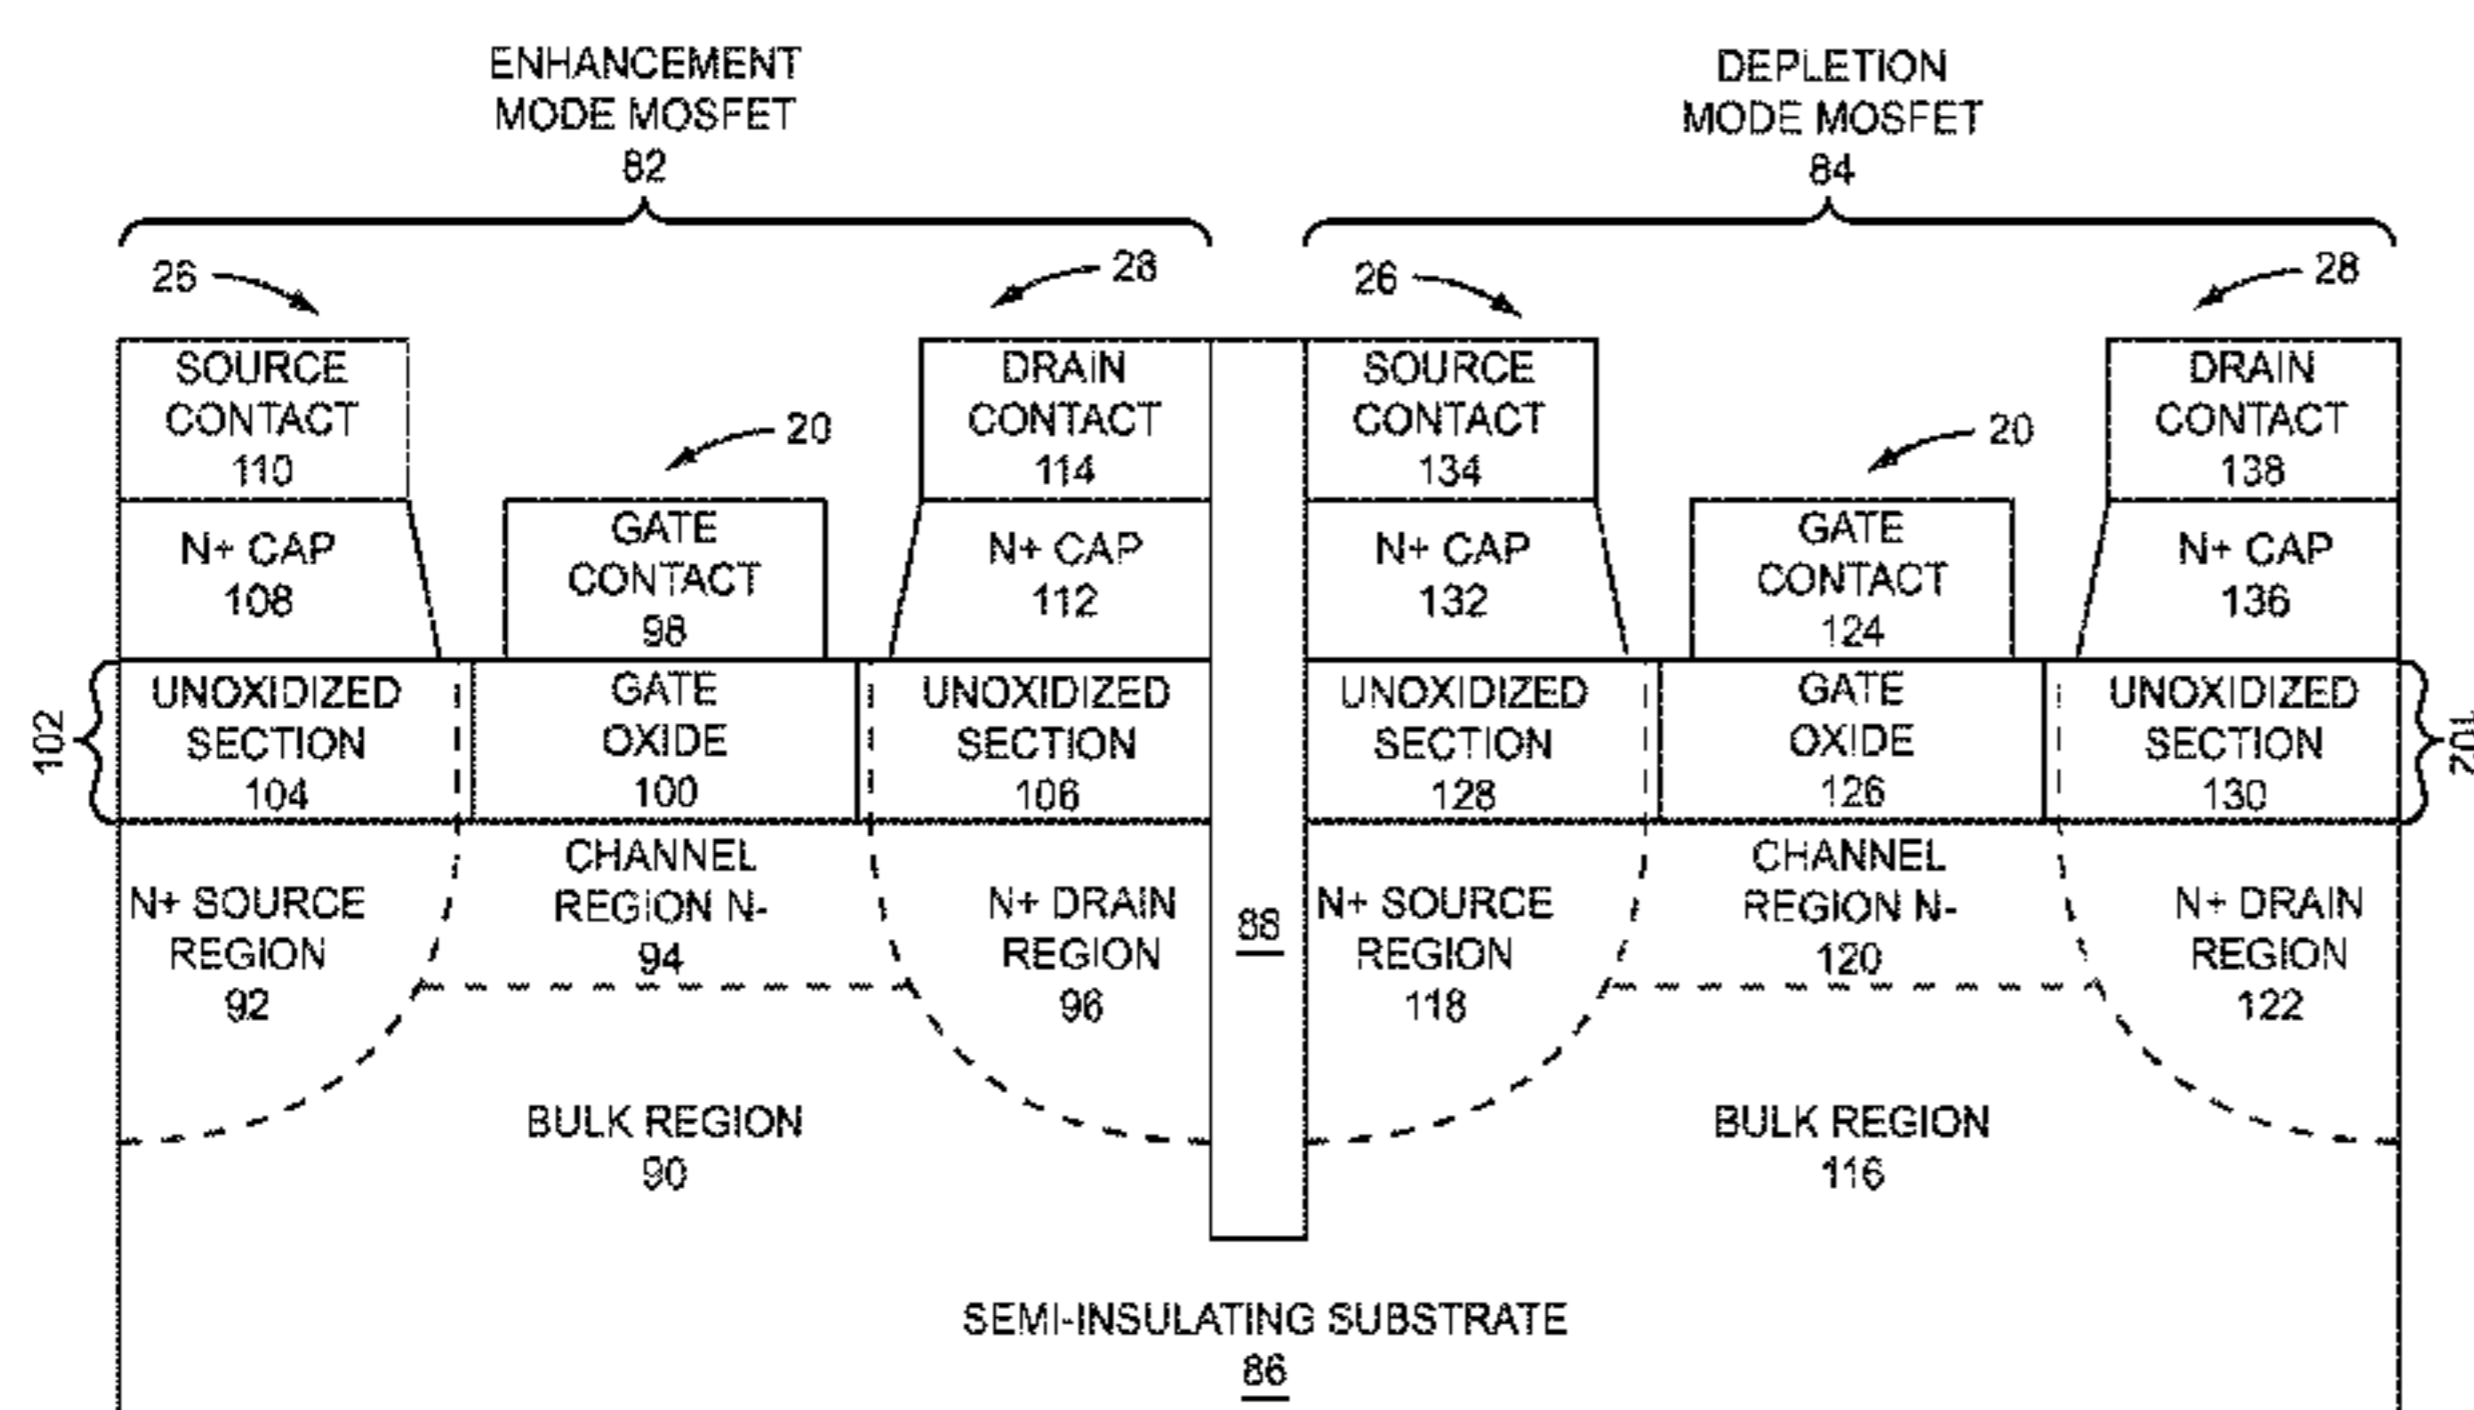 ENHANCEMENT
MODE MOSFET
82
DEPLETION
MODE MOSFET
84
26
28
26
28
SOURCE
CONTACT
110
20
DRAIN
CONTACT
114
SOURCE
CONTACT
134
20
DRAIN
CONTACT
138
N+ CAP
108
GATE
CONTACT
98
N+ CAP
112
N+ CAP
132
GATE
CONTACT
124
N+ CAP
136
102
UNOXIDIZED
SECTION
104
GATE
OXIDE
100
UNOXIDIZED
SECTION
106
UNOXIDIZED
SECTION
128
GATE
OXIDE
126
UNOXIDIZED
SECTION
130
102
N+ SOURCE
REGION
92
CHANNEL
REGION N-
94
N+ DRAIN
REGION
96
88
N+ SOURCE
REGION
118
CHANNEL
REGION N-
120
N+ DRAIN
REGION
122
BULK REGION
90
BULK REGION
116
SEMI-INSULATING SUBSTRATE
86